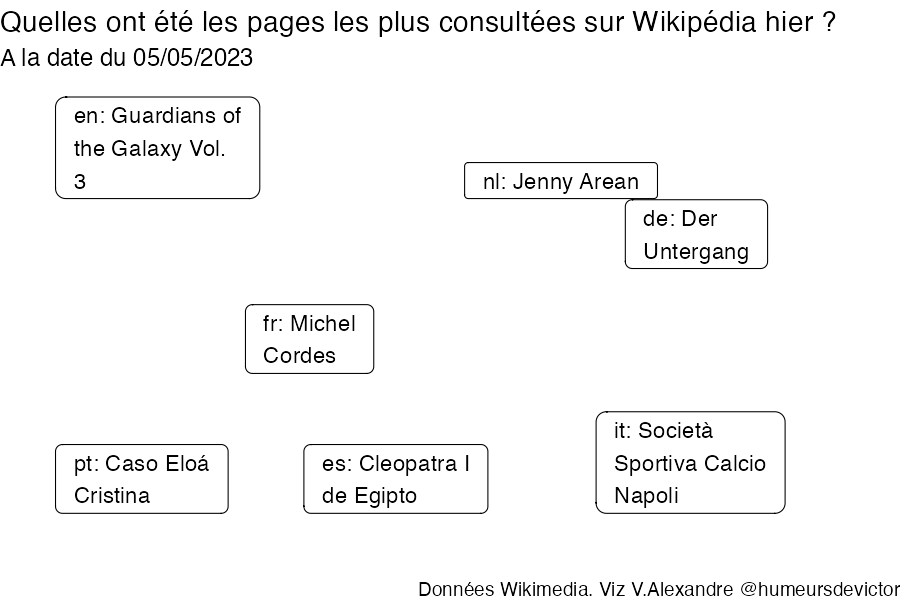 Quelles ont été les pages les plus consultées sur Wikipédia hier ?
A la date du 05/05/2023
en: Guardians of
the Galaxy Vol.
3
nl: Jenny Arean
de: Der
Untergang
fr: Michel
Cordes
pt: Caso Eloá
Cristina
es: Cleopatra I
de Egipto
it: Società
Sportiva Calcio
Napoli
Données Wikimedia. Viz V.Alexandre @humeursdevictor